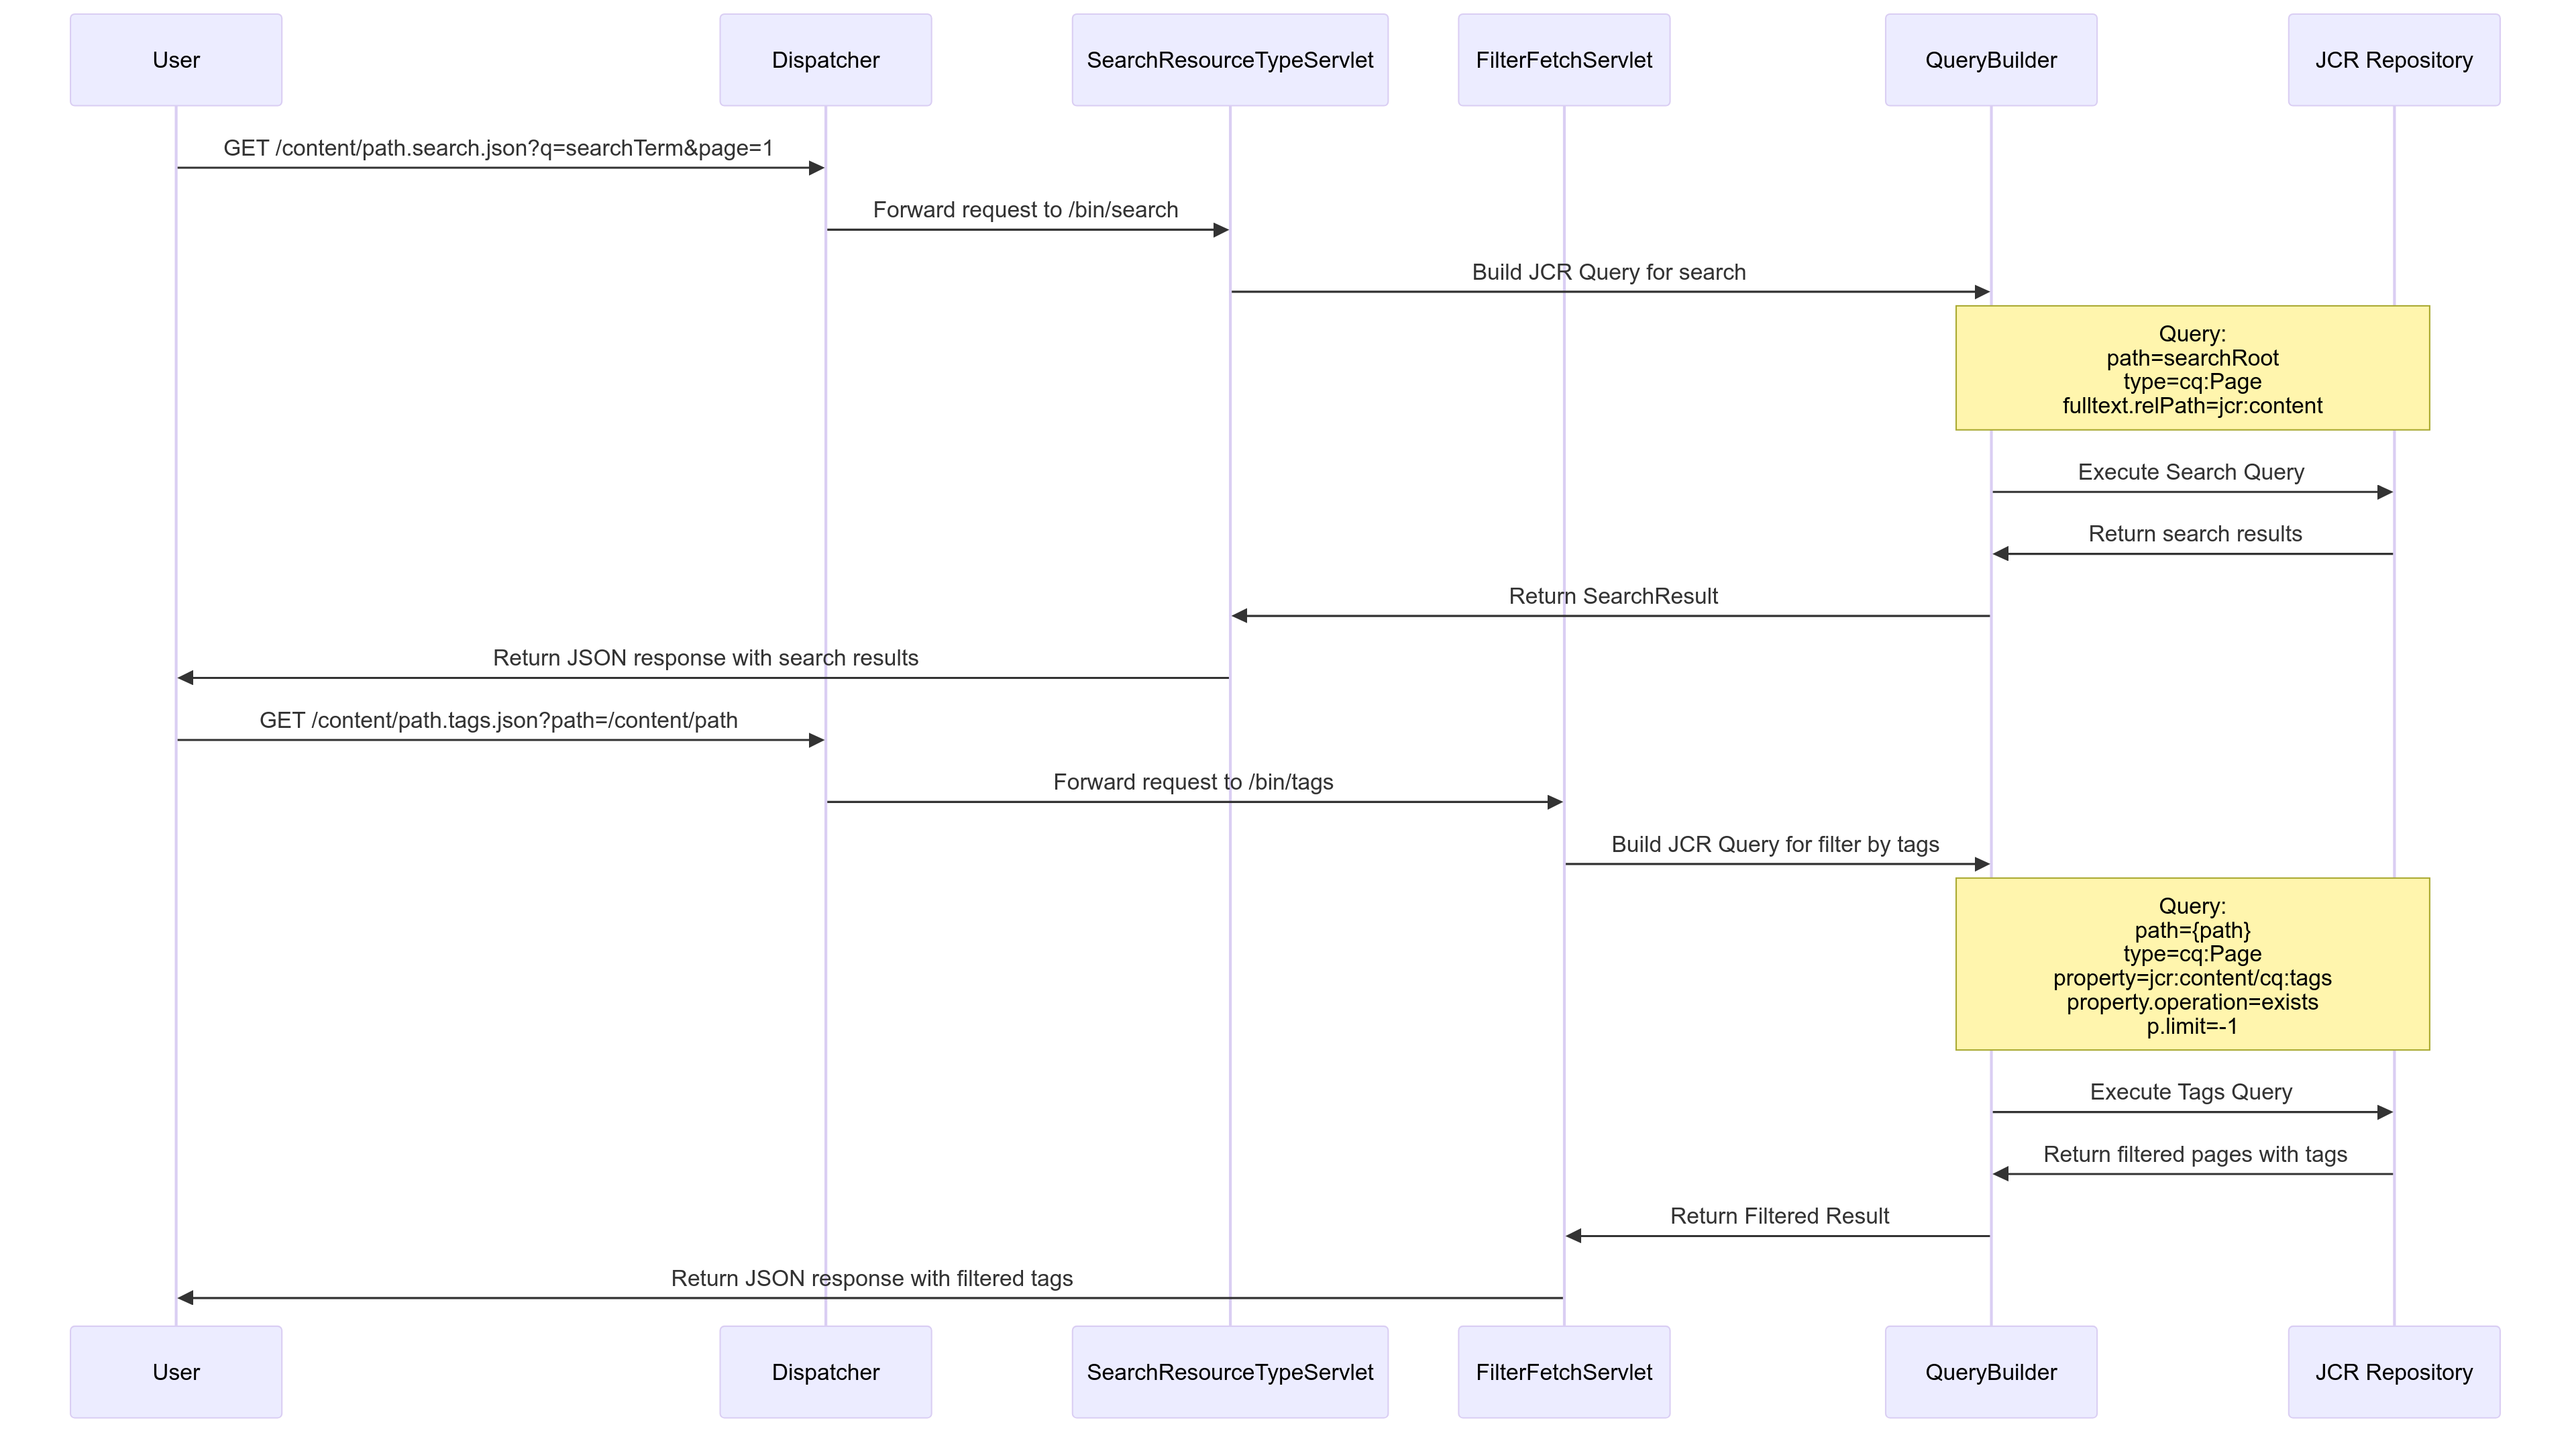 User
Dispatcher
SearchResourceTypeServlet
FilterFetchServlet
QueryBuilder
JCR Repository
GET /content/path.search.json?q=searchTerm&page=1
Forward request to /bin/search
Build JCR Query for search
Query:
path=searchRoot
type=cq:Page
fulltext.relPath=jcr:content
Execute Search Query
Return search results
Return SearchResult
Return JSON response with search results
GET /content/path.tags.json?path=/content/path
Forward request to /bin/tags
Build JCR Query for filter by tags
Query:
path={path}
type=cq:Page
property=jcr:content/cq:tags
property.operation=exists
p.limit=-1
Execute Tags Query
Return filtered pages with tags
Return Filtered Result
Return JSON response with filtered tags
User
Dispatcher
SearchResourceTypeServlet
FilterFetchServlet
QueryBuilder
JCR Repository